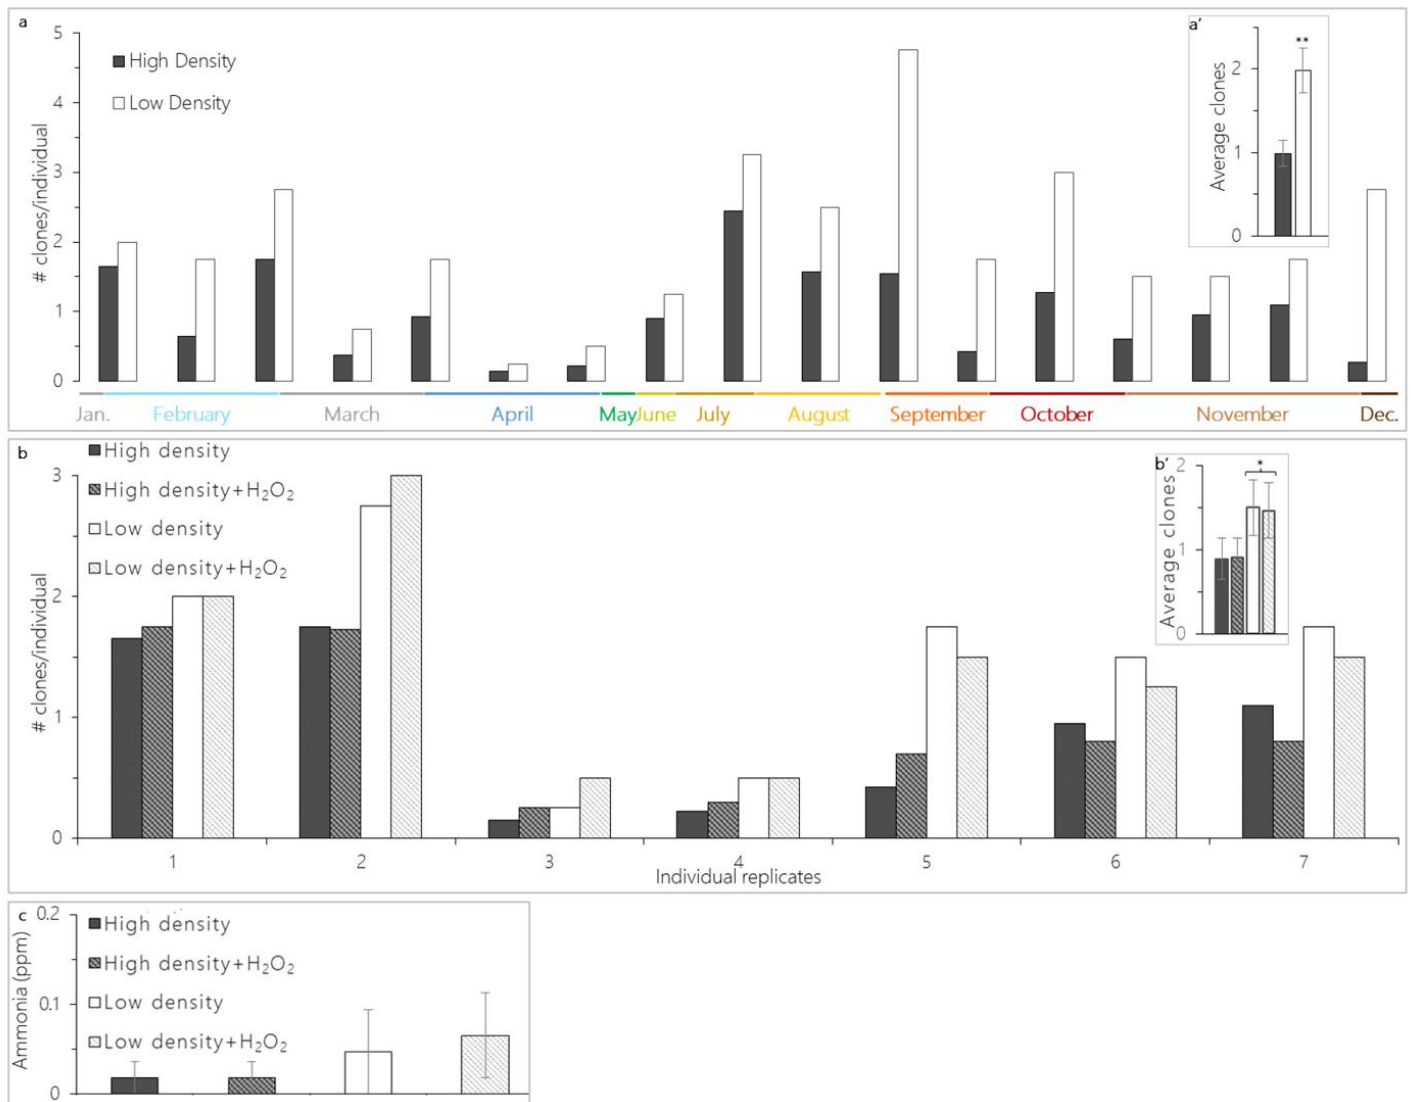 a
5
4
3
2
1
0
# clones/individual
High Density
Low Density
a′
Average clones
2
1
0
**
Jan. February March April May June July August September October November Dec.
b
High density
High density+H₂O₂
Low density
Low density+H₂O₂
3
2
1
0
# clones/individual
b′
Average clones
2
1
0
*
1 2 3 4 5 6 7
Individual replicates
c
High density
High density+H₂O₂
Low density
Low density+H₂O₂
0.2
0.1
0
Ammonia (ppm)